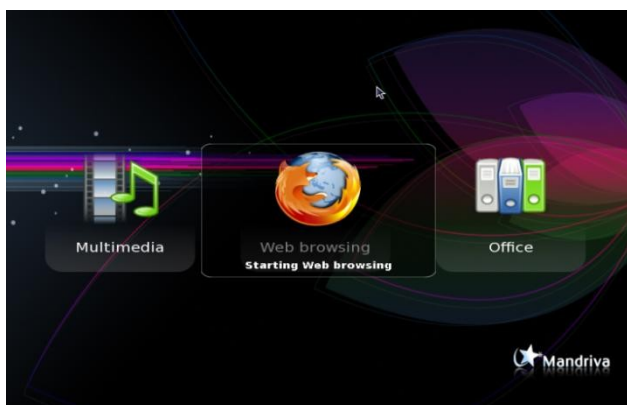 Multimedia
Web browsing
Starting Web browsing
Office
Mandriva